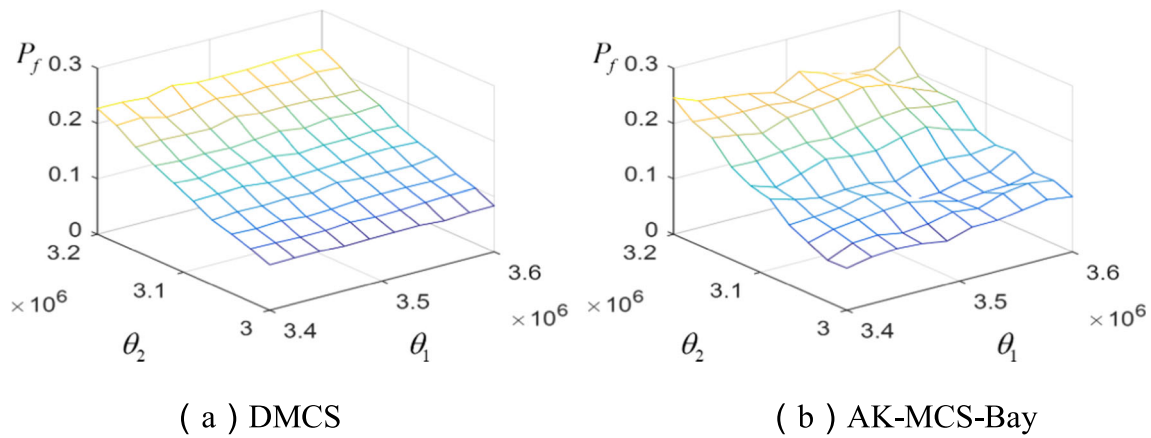 P_f 0.3
0.2
0.1
0
3.2
× 10^6
3.1
3
θ_2
3.4
3.5
3.6
× 10^6
θ_1
( a ) DMCS
P_f 0.3
0.2
0.1
0
3.2
× 10^6
3.1
3
θ_2
3.4
3.5
3.6
× 10^6
θ_1
( b ) AK-MCS-Bay